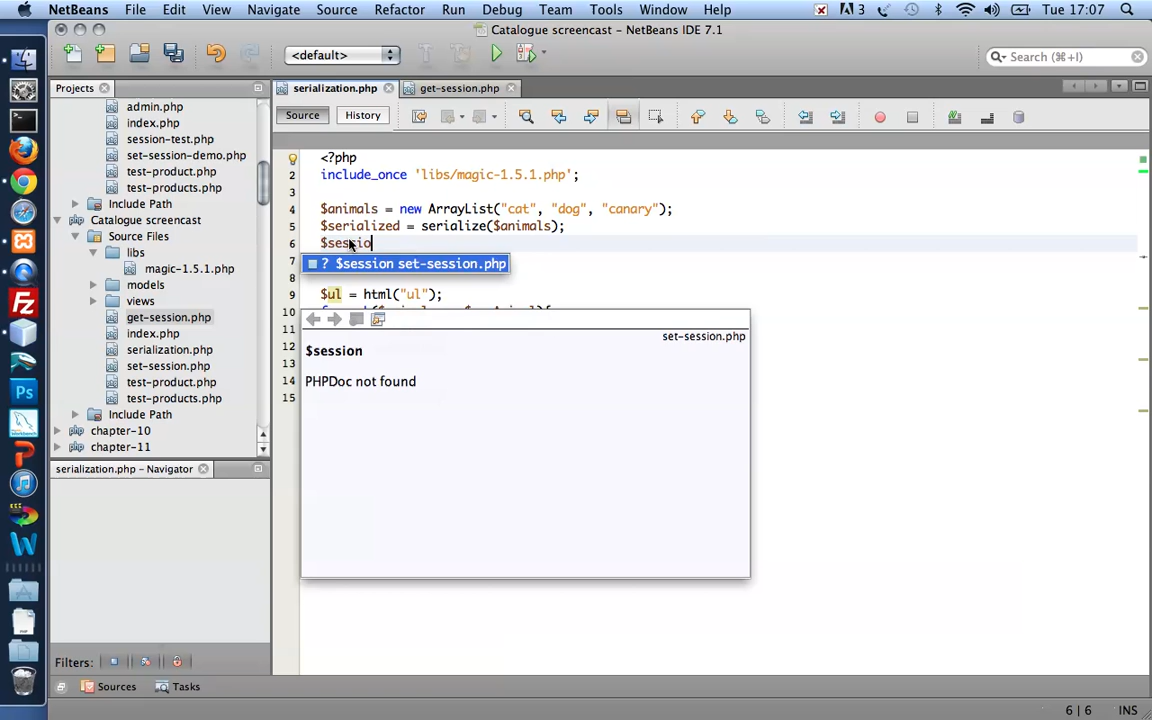 NetBeans File Edit View Navigate Source Refactor Run Debug Team Tools Window Help 3 Tue 17:07
Catalogue screencast - NetBeans IDE 7.1
<default> Search (⌘+I)
Projects serialization.php get-session.php
Source History
admin.php
index.php
session-test.php
set-session-demo.php
test-product.php
test-products.php
Include Path
Catalogue screencast
Source Files
libs
magic-1.5.1.php
models
views
get-session.php
index.php
serialization.php
set-session.php
test-product.php
test-products.php
Include Path
chapter-10
chapter-11
<?php
2 include_once 'libs/magic-1.5.1.php';
3
4 $animals = new ArrayList("cat", "dog", "canary");
5 $serialized = serialize($animals);
6 $sessio
7
? $session set-session.php
8
9 $ul = html("ul");
10
11
12
13
14
15
set-session.php
$session
PHPDoc not found
serialization.php - Navigator
Filters:
Sources Tasks
6 | 6 INS